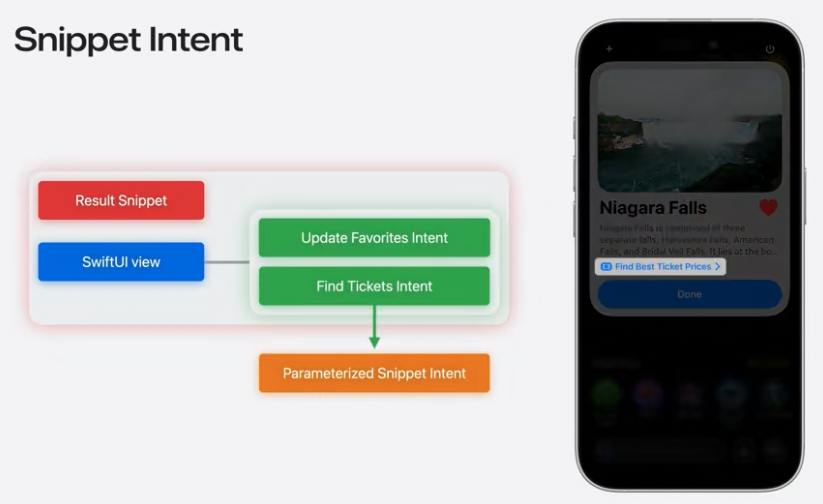 Snippet Intent
Result Snippet
SwiftUI view
Update Favorites Intent
Find Tickets Intent
Parameterized Snippet Intent
Niagara Falls
Niagara Falls is comprised of three
separate falls, Horseshoe Falls, American
Falls, and Bridal Veil Falls. It lies at the bo...
Find Best Ticket Prices
Done